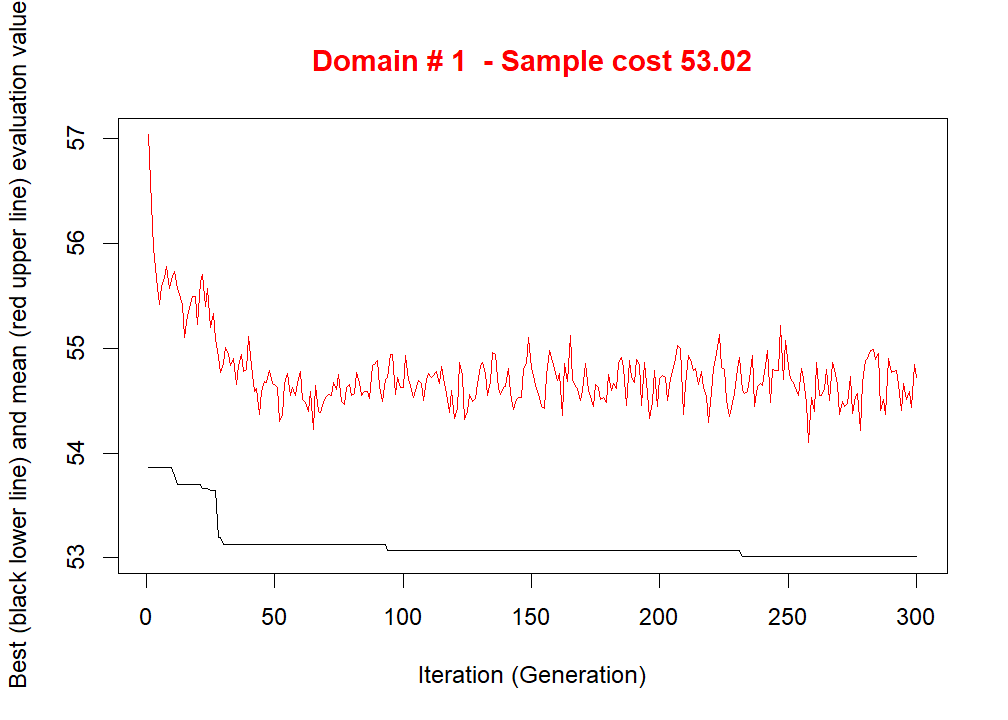 Domain # 1  - Sample cost 53.02
Best (black lower line) and mean (red upper line) evaluation value
57
56
55
54
53
0 50 100 150 200 250 300
Iteration (Generation)